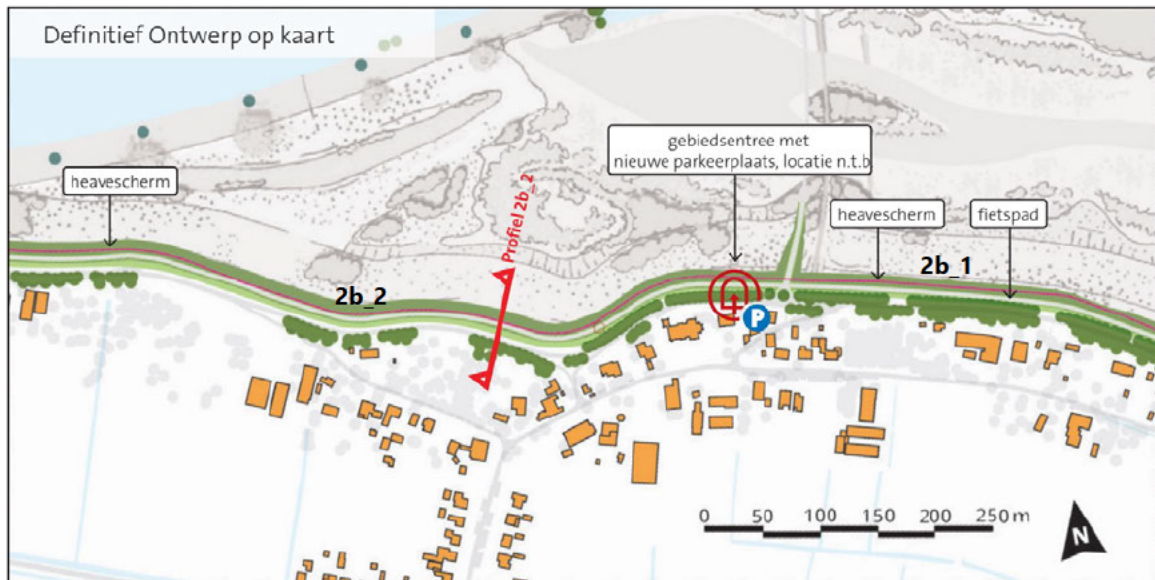 Definitief Ontwerp op kaart
gebiedsentree met
nieuwe parkeerplaats, locatie n.t.b
heavescherm
Profiel 2b_2
heavescherm
fietspad
2b_1
2b_2
P
0 50 100 150 200 250 m
N